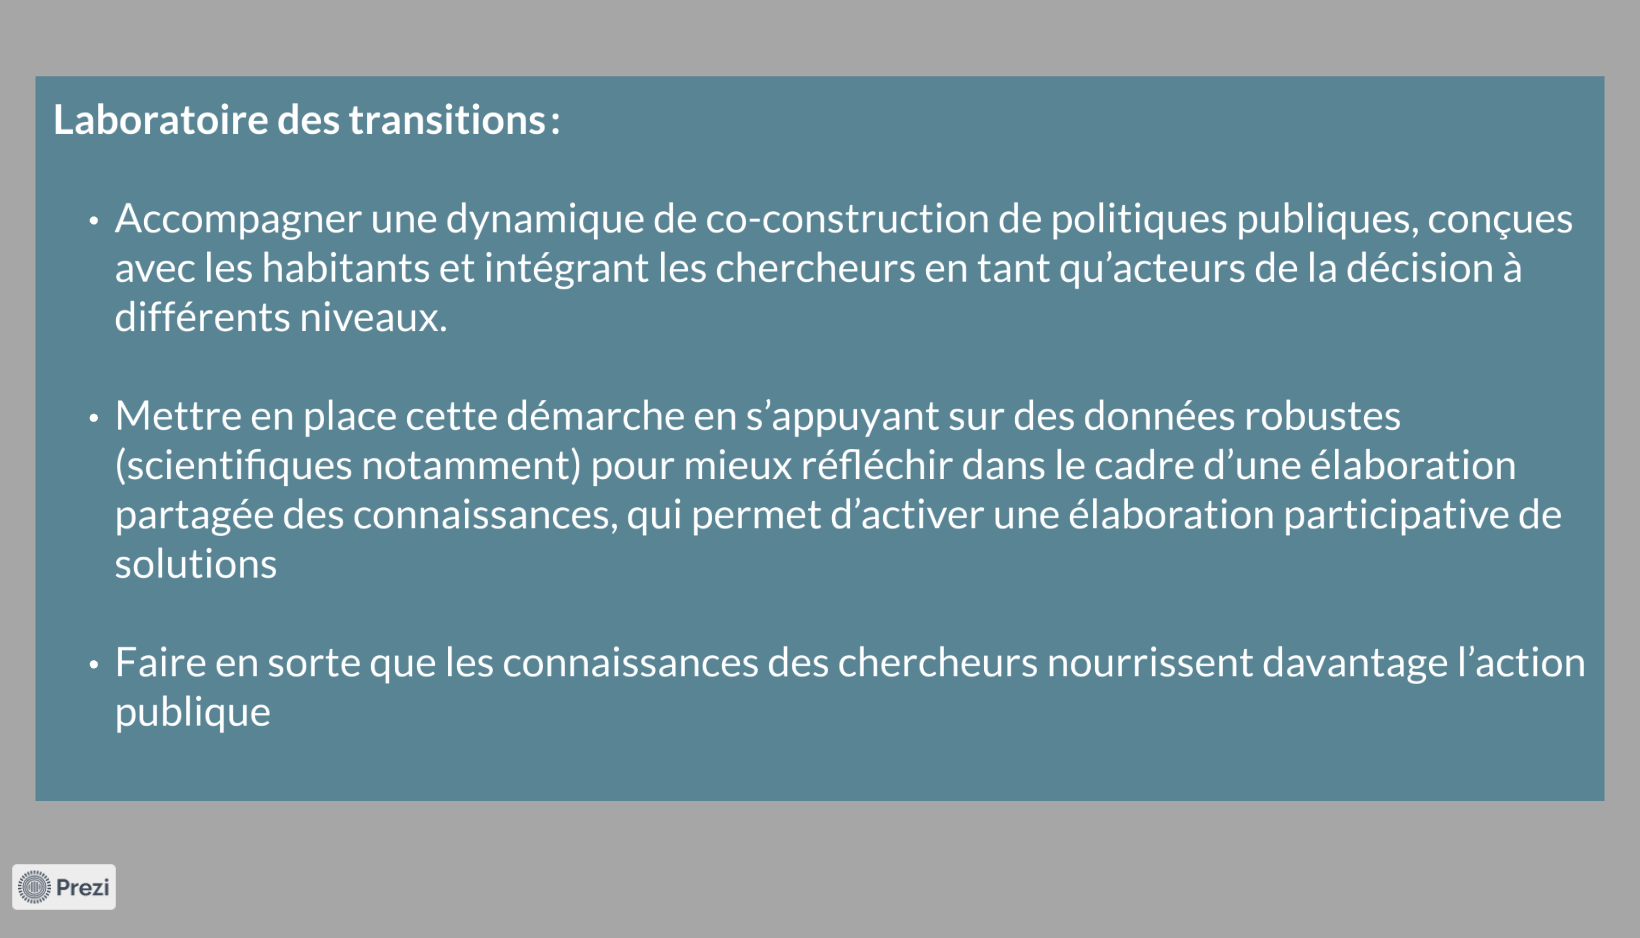 Laboratoire des transitions :
• Accompagner une dynamique de co-construction de politiques publiques, conçues
avec les habitants et intégrant les chercheurs en tant qu’acteurs de la décision à
différents niveaux.
• Mettre en place cette démarche en s’appuyant sur des données robustes
(scientifiques notamment) pour mieux réfléchir dans le cadre d’une élaboration
partagée des connaissances, qui permet d’activer une élaboration participative de
solutions
• Faire en sorte que les connaissances des chercheurs nourrissent davantage l’action
publique
Prezi